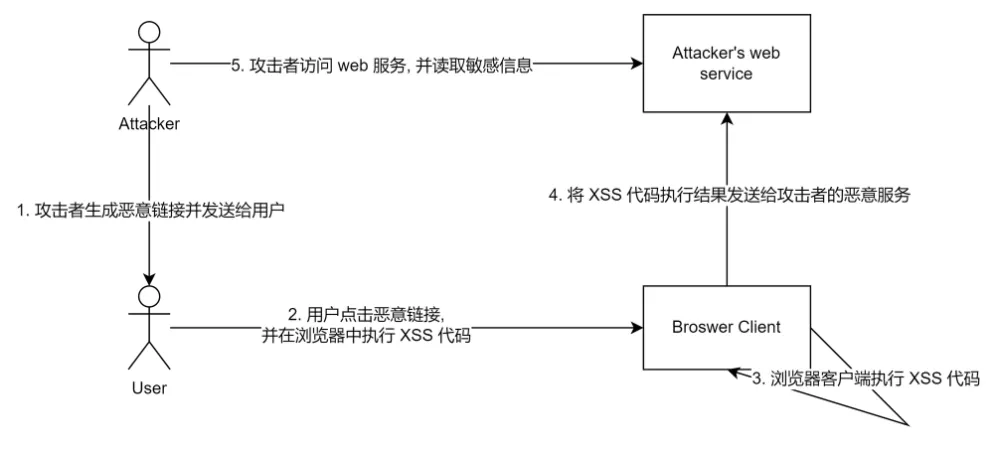 5. 攻击者访问 web 服务, 并读取敏感信息
Attacker's web
service
Attacker
1. 攻击者生成恶意链接并发送给用户
4. 将 XSS 代码执行结果发送给攻击者的恶意服务
2. 用户点击恶意链接,
并在浏览器中执行 XSS 代码
Broswer Client
3. 浏览器客户端执行 XSS 代码
User